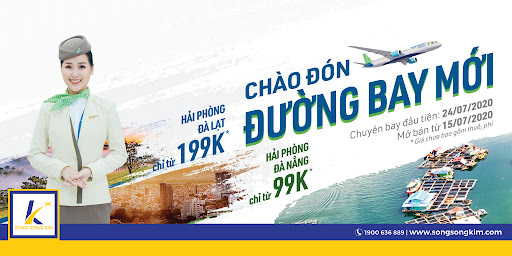 CHÀO ĐÓN
ĐƯỜNG BAY MỚI
HẢI PHÒNG
ĐÀ LẠT
chỉ từ 199K*
HẢI PHÒNG
ĐÀ NẴNG
chỉ từ 99K*
Chuyến bay đầu tiên: 24/07/2020
Mở bán từ 15/07/2020
* Giá chưa bao gồm thuế, phí
SONG SONG KIM
1900 636 889 | www.songsongkim.com